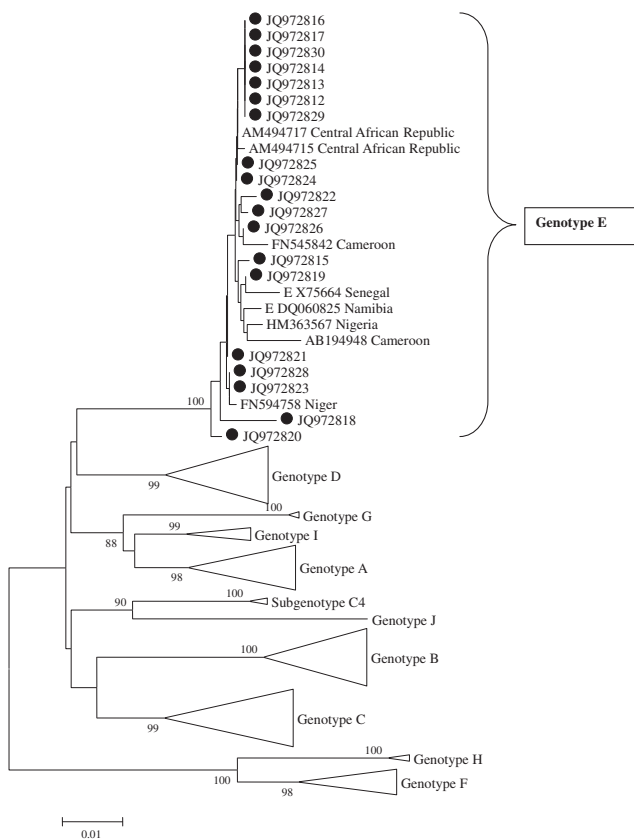 JQ972816
JQ972817
JQ972830
JQ972814
JQ972813
JQ972812
JQ972829
AM494717 Central African Republic
AM494715 Central African Republic
JQ972825
JQ972824
JQ972822
JQ972827
JQ972826
FN545842 Cameroon
JQ972815
JQ972819
E X75664 Senegal
E DQ060825 Namibia
HM363567 Nigeria
AB194948 Cameroon
JQ972821
JQ972828
JQ972823
FN594758 Niger
JQ972818
JQ972820
Genotype E
100
99
Genotype D
100
Genotype G
88
99
Genotype I
98
Genotype A
90
100
Subgenotype C4
Genotype J
100
Genotype B
99
Genotype C
100
100
Genotype H
98
Genotype F
0.01